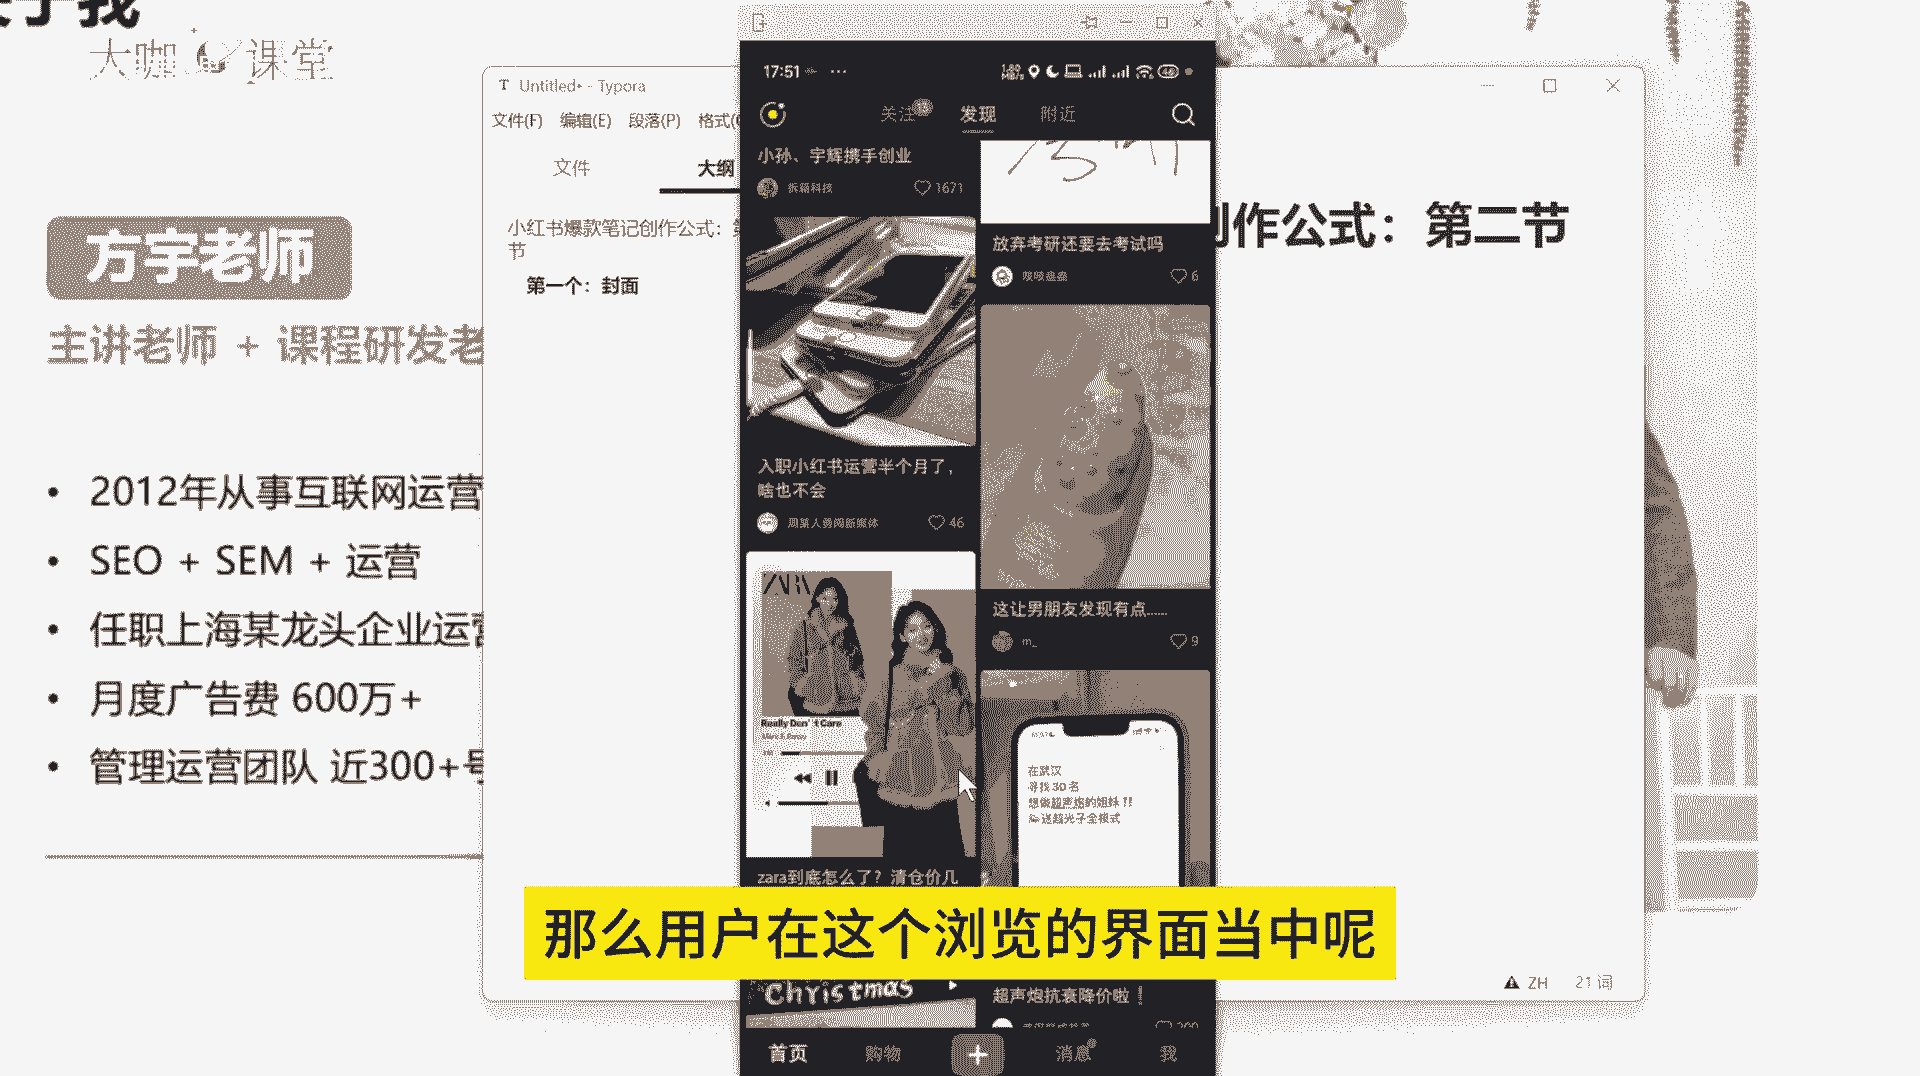 大咖课堂
方宇老师
主讲老师 + 课程研发老
• 2012年从事互联网运营
• SEO + SEM + 运营
• 任职上海某龙头企业运营
• 月度广告费 600万+
• 管理运营团队 近300+号
Untitled• - Typora
文件(F) 编辑(E) 段落(P) 格式(
文件 大纲
小红书爆款笔记创作公式：第
节
第一个：封面
创作公式：第二节
ZH 21 词
17:51
关注 发现 附近
小孙、宇辉携手创业
拆箱科技 1671
入职小红书运营半个月了，
啥也不会
46
ZARA
Really Don't Care
zara到底怎么了？清仓价几
Christmas
放弃考研还要去考试吗
6
这让男朋友发现有点......
m_ 9
在武汉
寻找 30 名
想做超声炮的姐妹 !!
送超光子全模式
超声炮抗衰降价啦！
首页 购物 + 消息 我
那么用户在这个浏览的界面当中呢